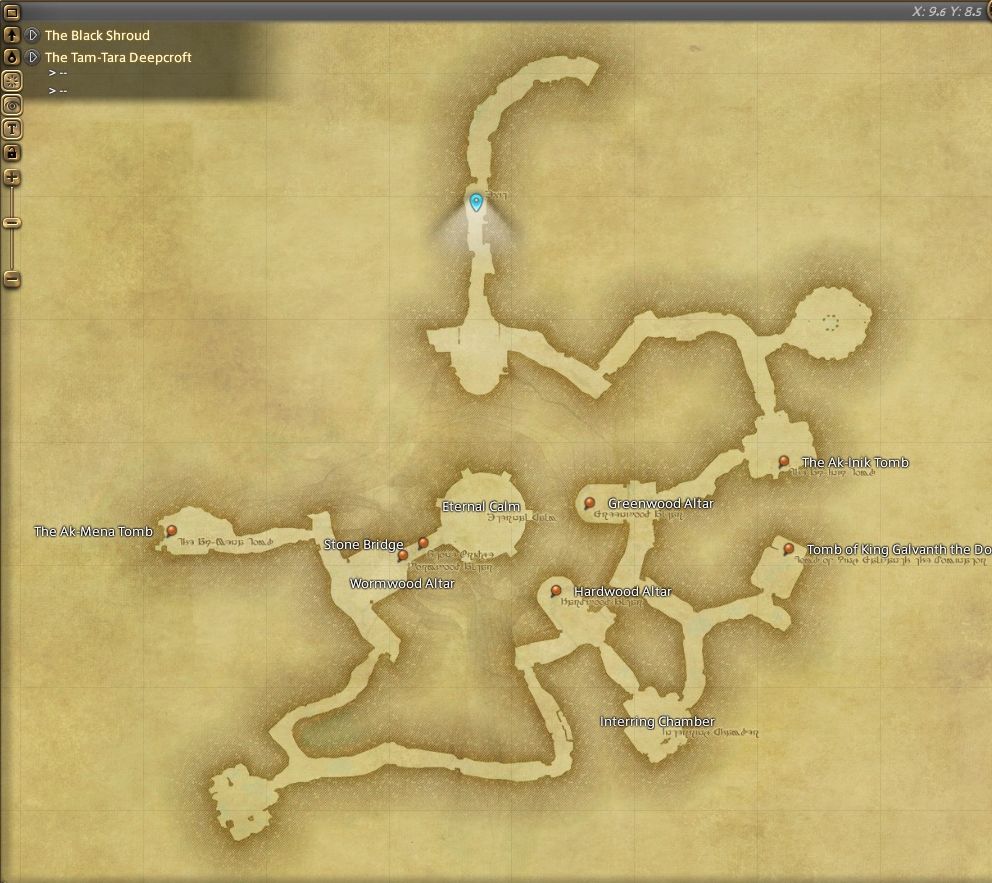 X: 9.6 Y: 8.5
The Black Shroud
The Tam-Tara Deepcroft
> --
> --
T
The Ak-Inik Tomb
Greenwood Altar
Eternal Calm
The Ak-Mena Tomb
Stone Bridge
Tomb of King Galvanth the Do
Wormwood Altar
Hardwood Altar
Interring Chamber